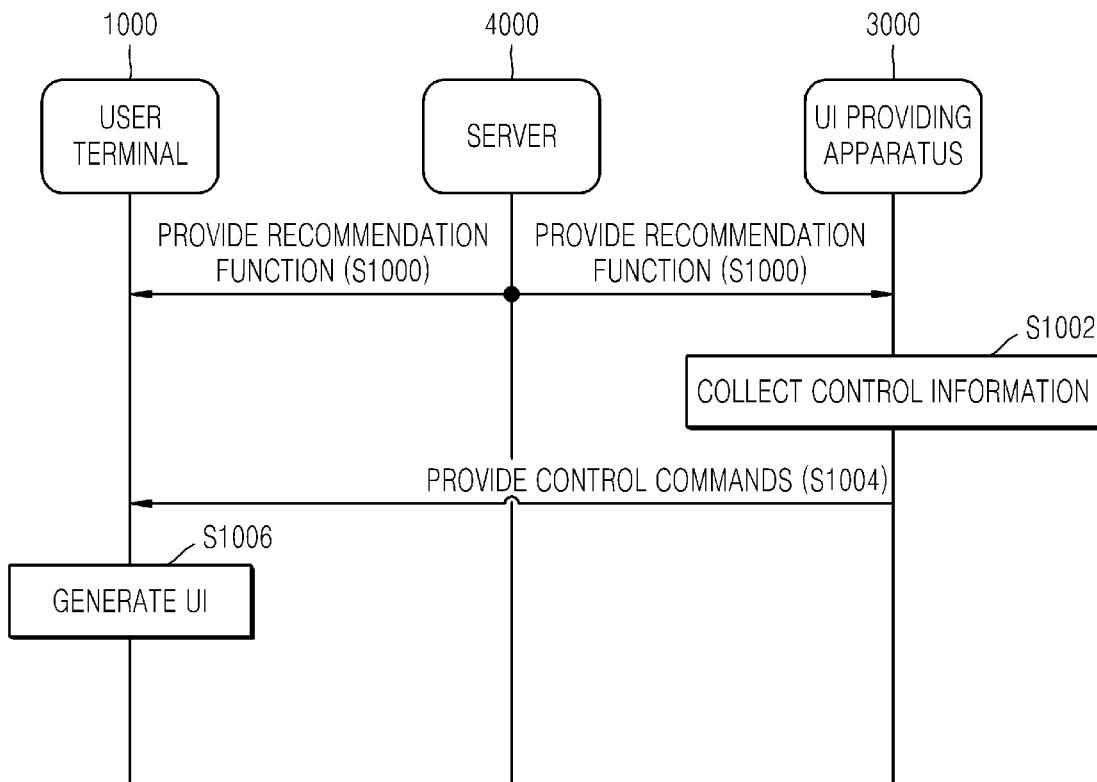 1000
4000
3000
USER
TERMINAL
SERVER
UI PROVIDING
APPARATUS
PROVIDE RECOMMENDATION
FUNCTION (S1000)
PROVIDE RECOMMENDATION
FUNCTION (S1000)
S1002
COLLECT CONTROL INFORMATION
PROVIDE CONTROL COMMANDS (S1004)
S1006
GENERATE UI